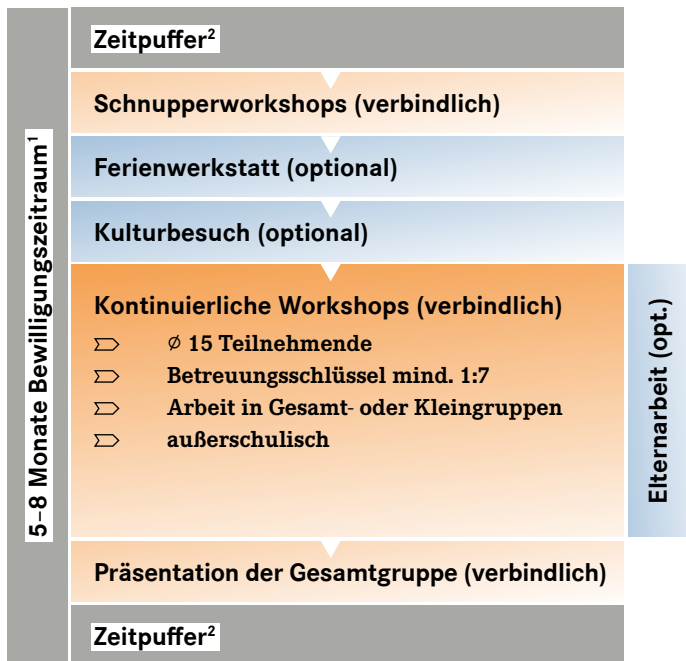 Zeitpuffer²
Schnupperworkshops (verbindlich)
Ferienwerkstatt (optional)
Kulturbesuch (optional)
Kontinuierliche Workshops (verbindlich)
∅ 15 Teilnehmende
Betreuungsschlüssel mind. 1:7
Arbeit in Gesamt- oder Kleingruppen
außerschulisch
Präsentation der Gesamtgruppe (verbindlich)
Zeitpuffer²
5–8 Monate Bewilligungszeitraum¹
Elternarbeit (opt.)